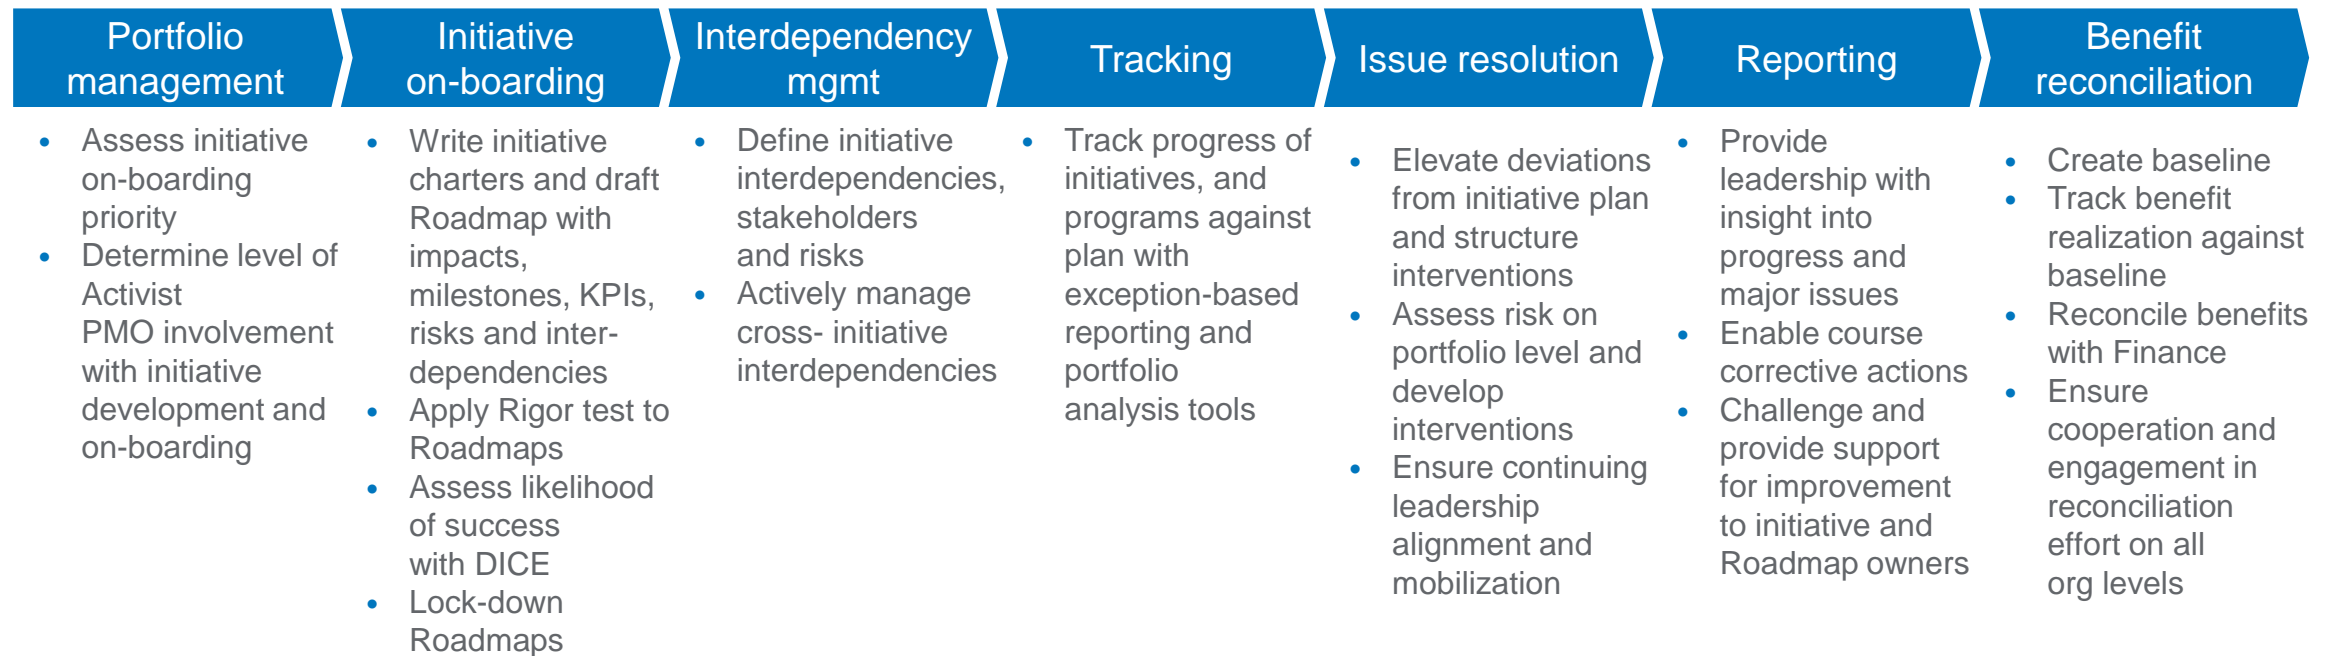 Portfolio
management
Initiative
on-boarding
Interdependency
mgmt
Tracking
Issue resolution
Reporting
Benefit
reconciliation
• Assess initiative
on-boarding
priority
• Determine level of
Activist
PMO involvement
with initiative
development and
on-boarding
• Write initiative
charters and draft
Roadmap with
impacts,
milestones, KPIs,
risks and inter-
dependencies
• Apply Rigor test to
Roadmaps
• Assess likelihood
of success
with DICE
• Lock-down
Roadmaps
• Define initiative
interdependencies,
stakeholders
and risks
• Actively manage
cross- initiative
interdependencies
• Track progress of
initiatives, and
programs against
plan with
exception-based
reporting and
portfolio
analysis tools
• Elevate deviations
from initiative plan
and structure
interventions
• Assess risk on
portfolio level and
develop
interventions
• Ensure continuing
leadership
alignment and
mobilization
• Provide
leadership with
insight into
progress and
major issues
• Enable course
corrective actions
• Challenge and
provide support
for improvement
to initiative and
Roadmap owners
• Create baseline
• Track benefit
realization against
baseline
• Reconcile benefits
with Finance
• Ensure
cooperation and
engagement in
reconciliation
effort on all
org levels